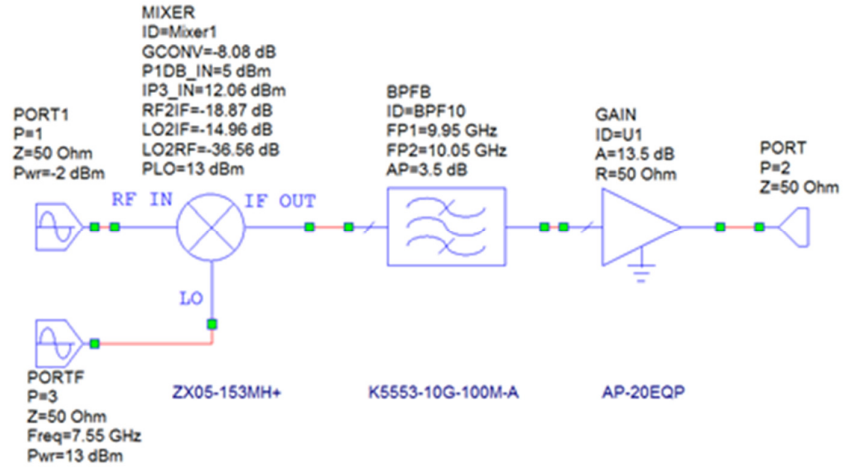 MIXER
ID=Mixer1
GCONV=-8.08 dB
P1DB_IN=5 dBm
IP3_IN=12.06 dBm
RF2IF=-18.87 dB
LO2IF=-14.96 dB
LO2RF=-36.56 dB
PLO=13 dBm
BPFB
ID=BPF10
FP1=9.95 GHz
FP2=10.05 GHz
AP=3.5 dB
GAIN
ID=U1
A=13.5 dB
R=50 Ohm
PORT1
P=1
Z=50 Ohm
Pwr=-2 dBm
PORT
P=2
Z=50 Ohm
RF IN
IF OUT
LO
PORTF
P=3
Z=50 Ohm
Freq=7.55 GHz
Pwr=13 dBm
ZX05-153MH+
K5553-10G-100M-A
AP-20EQP